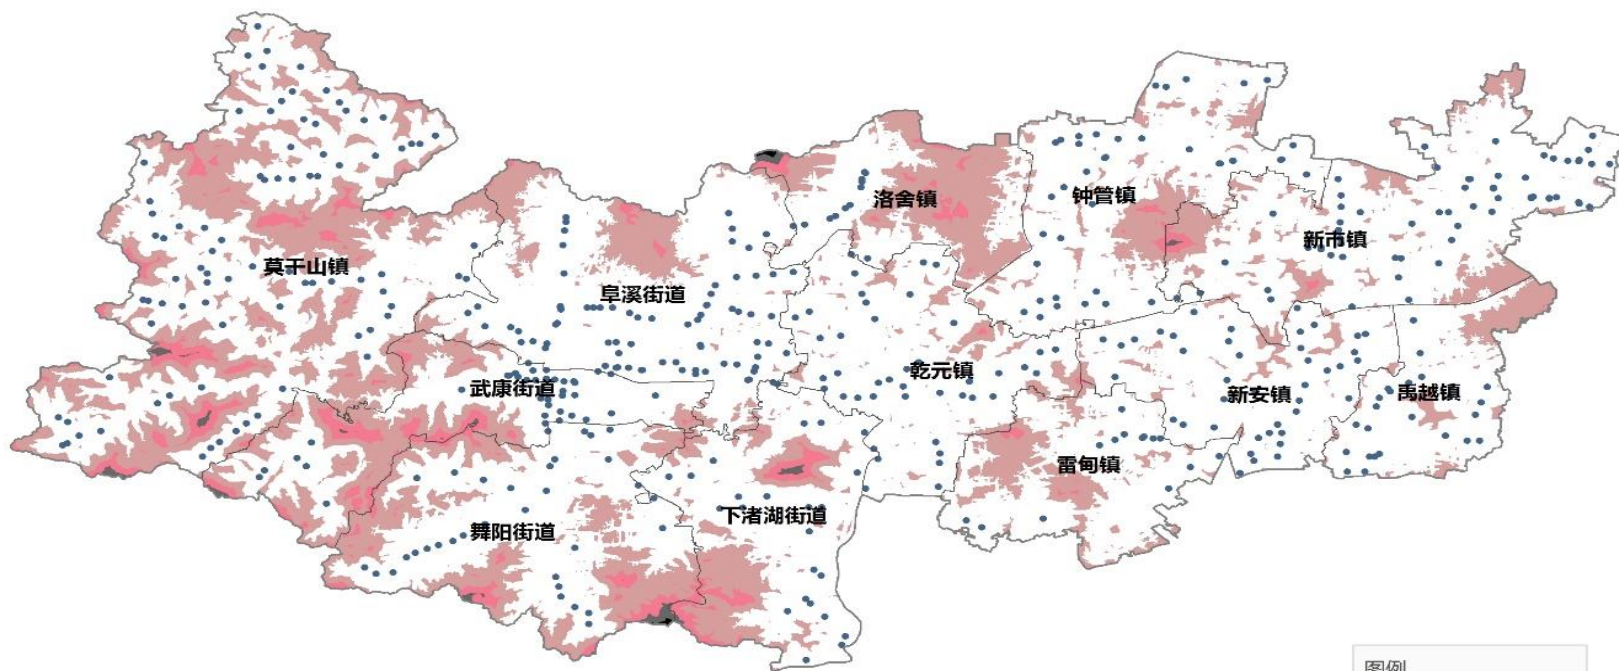 洛舍镇
钟管镇
新市镇
莫干山镇
阜溪街道
乾元镇
武康街道
新安镇
禹越镇
雷甸镇
下渚湖街道
舞阳街道
图例